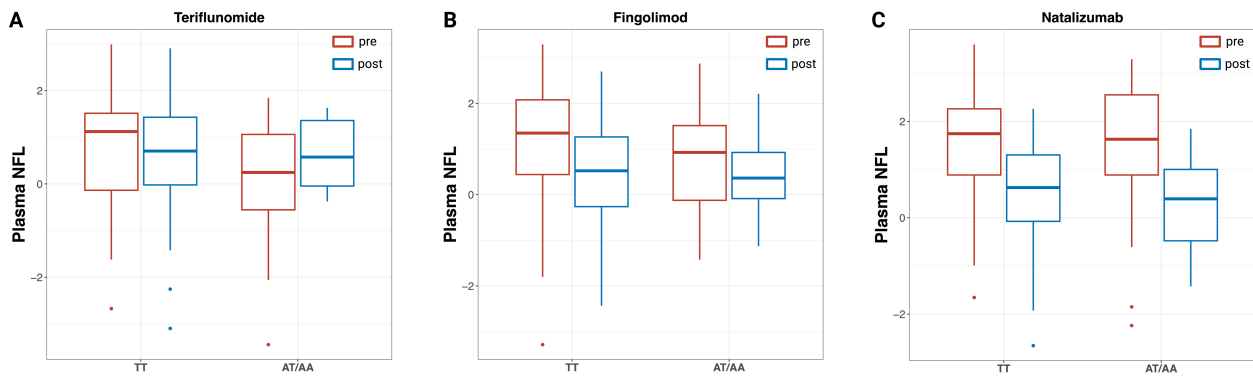 A
Teriflunomide
pre
post
Plasma NFL
2
0
−2
TT
AT/AA
B
Fingolimod
pre
post
Plasma NFL
2
0
−2
TT
AT/AA
C
Natalizumab
pre
post
Plasma NFL
2
0
−2
TT
AT/AA